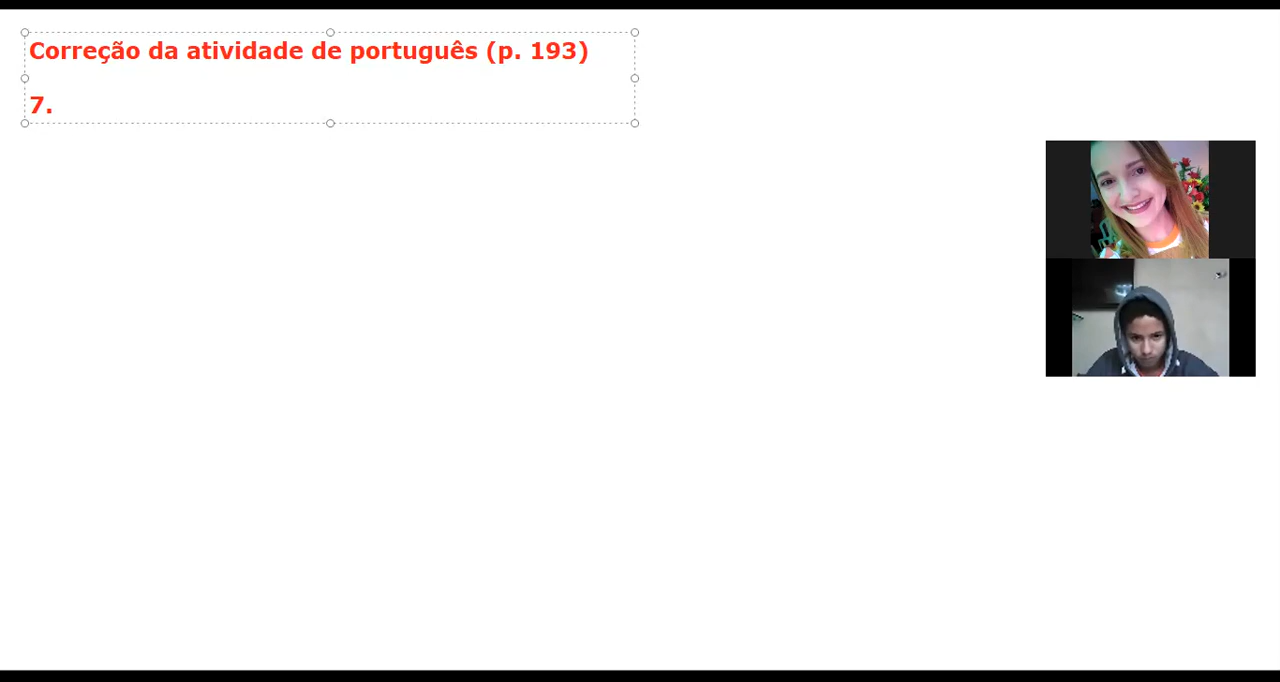 Correção da atividade de português (p. 193)
7.